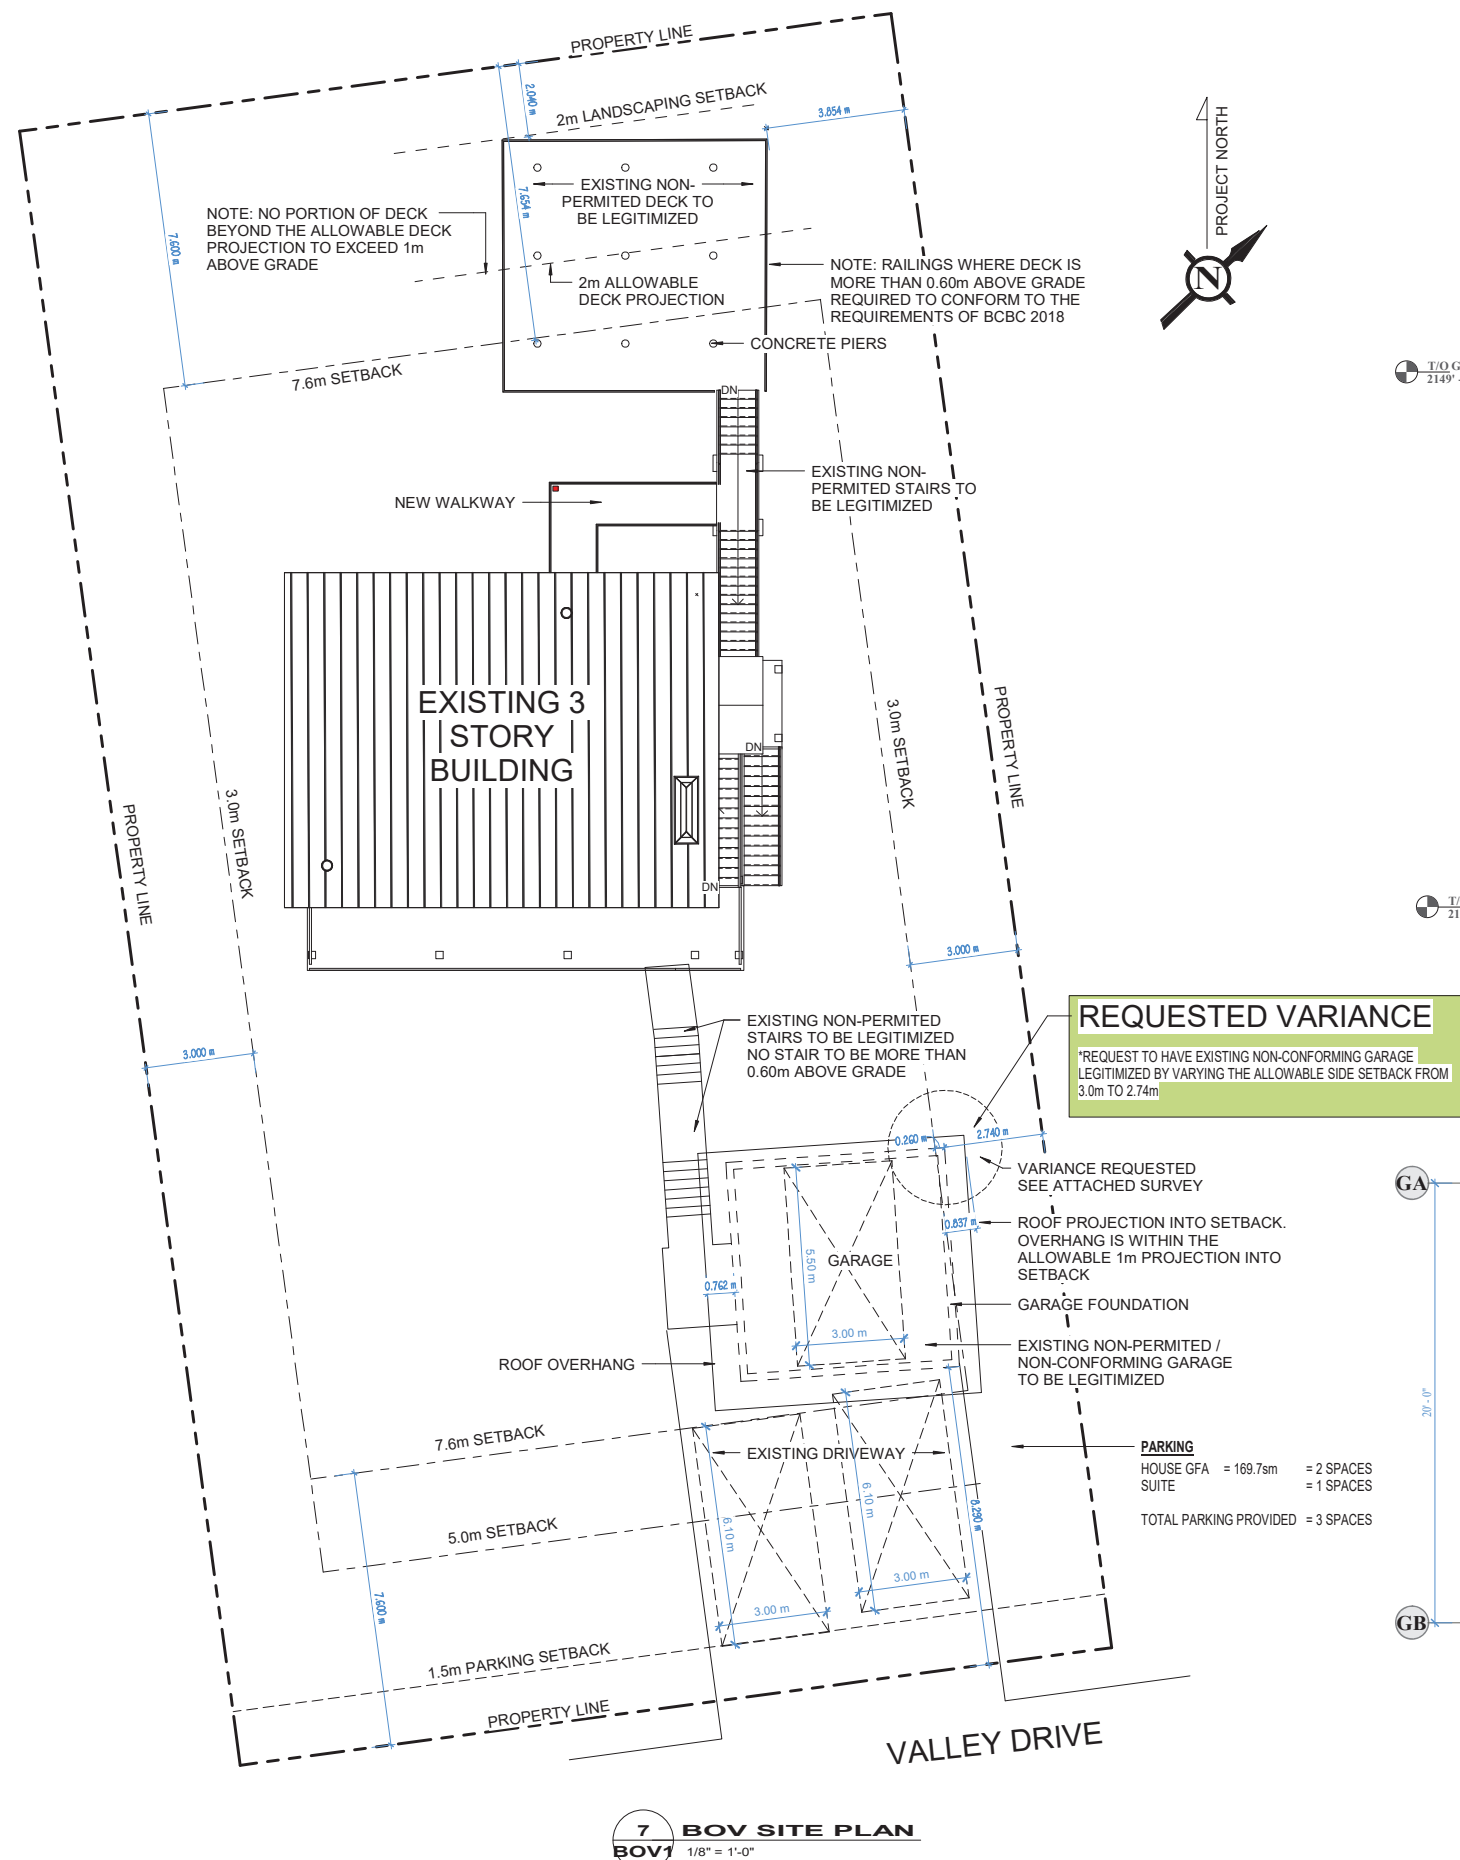 PROPERTY LINE
2.040 m
2m LANDSCAPING SETBACK
3.654 m
PROJECT NORTH
N
7.600 m
7.654 m
EXISTING NON-
PERMITED DECK TO
BE LEGITIMIZED
NOTE: NO PORTION OF DECK
BEYOND THE ALLOWABLE DECK
PROJECTION TO EXCEED 1m
ABOVE GRADE
2m ALLOWABLE
DECK PROJECTION
NOTE: RAILINGS WHERE DECK IS
MORE THAN 0.60m ABOVE GRADE
REQUIRED TO CONFORM TO THE
REQUIREMENTS OF BCBC 2018
CONCRETE PIERS
7.6m SETBACK
T/O G
2149' -
DN
EXISTING NON-
PERMITED STAIRS TO
BE LEGITIMIZED
NEW WALKWAY
EXISTING 3
STORY
BUILDING
3.0m SETBACK
PROPERTY LINE
DN
PROPERTY LINE
3.0m SETBACK
DN
T/
21
3.000 m
3.000 m
EXISTING NON-PERMITED
STAIRS TO BE LEGITIMIZED
NO STAIR TO BE MORE THAN
0.60m ABOVE GRADE
REQUESTED VARIANCE
*REQUEST TO HAVE EXISTING NON-CONFORMING GARAGE
LEGITIMIZED BY VARYING THE ALLOWABLE SIDE SETBACK FROM
3.0m TO 2.74m
0.260 m
2.740 m
VARIANCE REQUESTED
SEE ATTACHED SURVEY
GA
0.837 m
ROOF PROJECTION INTO SETBACK.
OVERHANG IS WITHIN THE
ALLOWABLE 1m PROJECTION INTO
SETBACK
GARAGE
5.50 m
0.762 m
3.00 m
GARAGE FOUNDATION
EXISTING NON-PERMITED /
NON-CONFORMING GARAGE
TO BE LEGITIMIZED
ROOF OVERHANG
20' - 0"
7.6m SETBACK
EXISTING DRIVEWAY
PARKING
HOUSE GFA = 169.7sm = 2 SPACES
SUITE = 1 SPACES
TOTAL PARKING PROVIDED = 3 SPACES
5.0m SETBACK
6.10 m
6.10 m
8.290 m
3.00 m
3.00 m
7.600 m
GB
1.5m PARKING SETBACK
PROPERTY LINE
VALLEY DRIVE
7
BOV1
BOV SITE PLAN
1/8" = 1'-0"